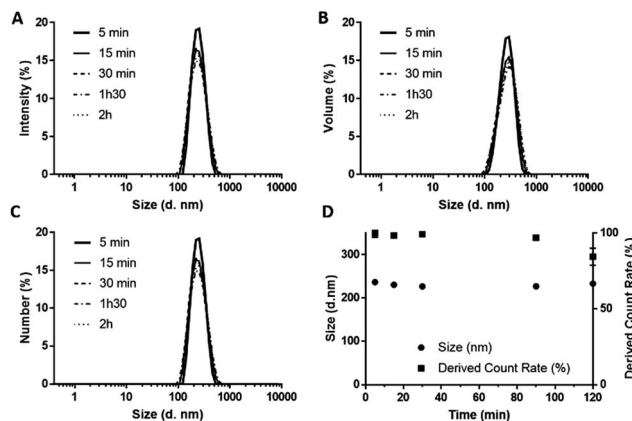 A
20
15
10
5
0
Intensity (%)
5 min
15 min
30 min
1h30
2h
1 10 100 1000 10000
Size (d. nm)
B
20
15
10
5
0
Volume (%)
5 min
15 min
30 min
1h30
2h
1 10 100 1000 10000
Size (d. nm)
C
20
15
10
5
0
Number (%)
5 min
15 min
30 min
1h30
2h
1 10 100 1000 10000
Size (d. nm)
D
300
200
100
0
Size (d.nm)
Size (nm)
Derived Count Rate (%)
100
50
0
Derived Count Rate (%)
0 20 40 60 80 100 120
Time (min)